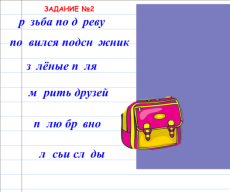 ЗАДАНИЕ №2
р зьба по д реву
по вился подсн жник
з лёные п ля
м рить друзей
п лю бр вно
л сьи сл ды